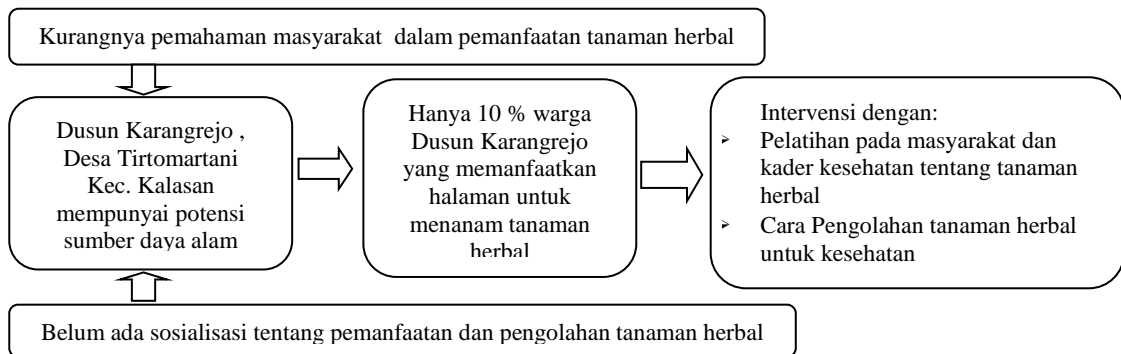 Kurangnya pemahaman masyarakat dalam pemanfaatan tanaman herbal
Dusun Karangrejo ,
Desa Tirtomartani
Kec. Kalasan
mempunyai potensi
sumber daya alam
Hanya 10 % warga
Dusun Karangrejo
yang memanfaatkan
halaman untuk
menanam tanaman
herbal
Intervensi dengan:
➢ Pelatihan pada masyarakat dan
kader kesehatan tentang tanaman
herbal
➢ Cara Pengolahan tanaman herbal
untuk kesehatan
Belum ada sosialisasi tentang pemanfaatan dan pengolahan tanaman herbal